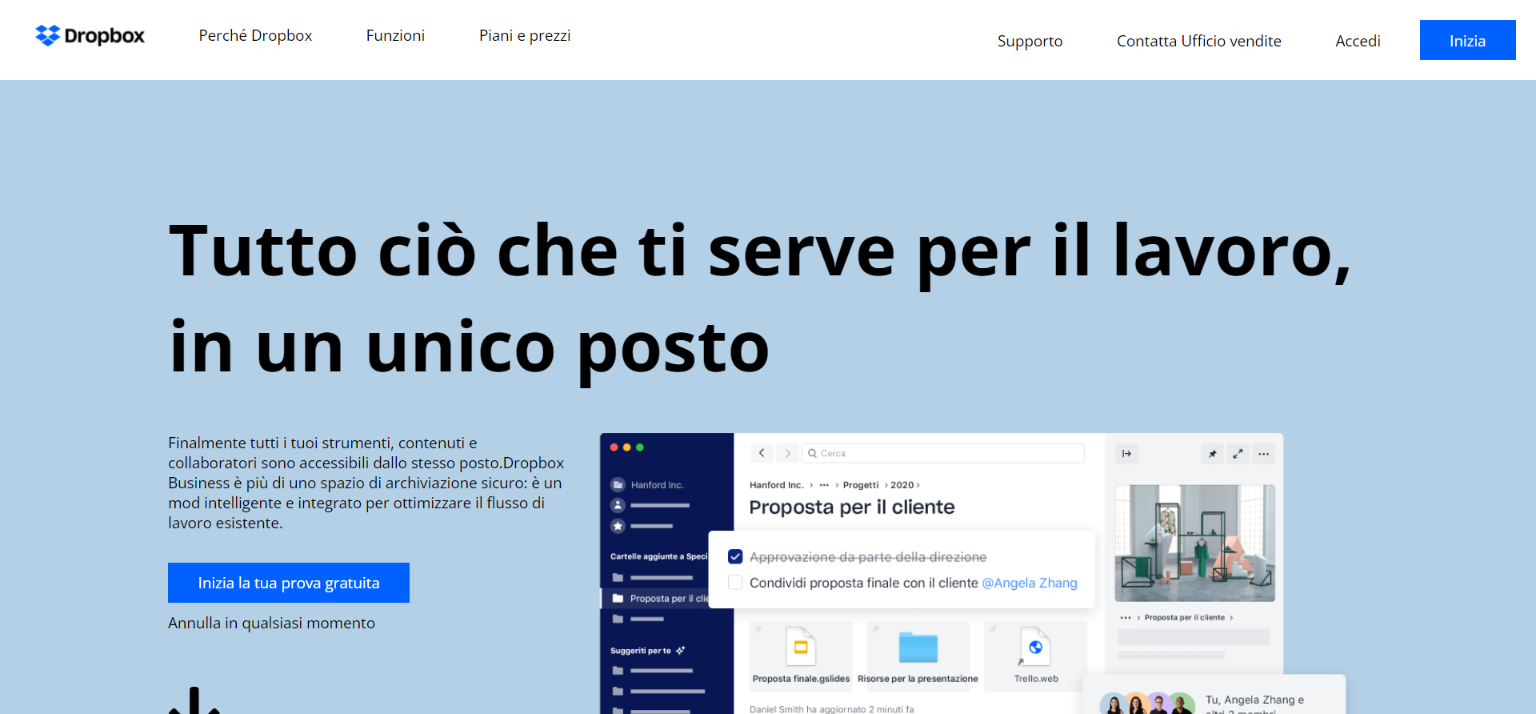 Dropbox
Perché Dropbox
Funzioni
Piani e prezzi
Supporto
Contatta Ufficio vendite
Accedi
Inizia
Tutto ciò che ti serve per il lavoro,
in un unico posto
Finalmente tutti i tuoi strumenti, contenuti e
collaboratori sono accessibili dallo stesso posto.Dropbox
Business è più di uno spazio di archiviazione sicuro: è un
mod intelligente e integrato per ottimizzare il flusso di
lavoro esistente.
Inizia la tua prova gratuita
Annulla in qualsiasi momento
Hanford Inc.
Cartelle aggiunte a Speci
Proposta per il clie
Suggeriti per te
Cerca
Hanford Inc. › ••• › Progetti › 2020 ›
Proposta per il cliente
Approvazione da parte della direzione
Condividi proposta finale con il cliente @Angela Zhang
Proposta finale.gslides
Risorse per la presentazione
Trello.web
Daniel Smith ha aggiornato 2 minuti fa
••• › Proposta per il cliente ›
Tu, Angela Zhang e
altri 2 membri